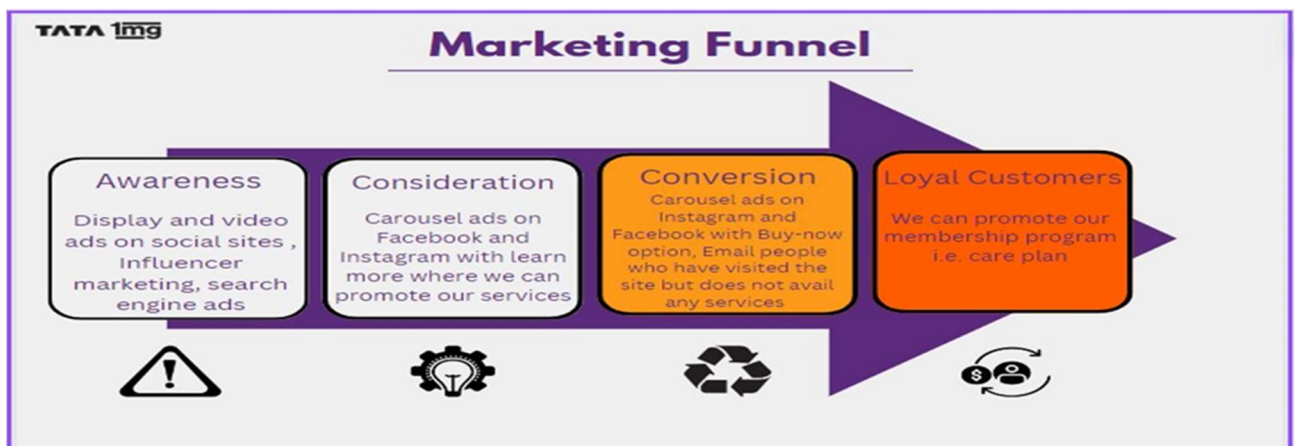 TATA 1mg
Marketing Funnel
Awareness
Display and video
ads on social sites ,
Influencer
marketing, search
engine ads
Consideration
Carousel ads on
Facebook and
Instagram with learn
more where we can
promote our services
Conversion
Carousel ads on
Instagram and
Facebook with Buy-now
option, Email people
who have visited the
site but does not avail
any services
Loyal Customers
We can promote our
membership program
i.e. care plan
$